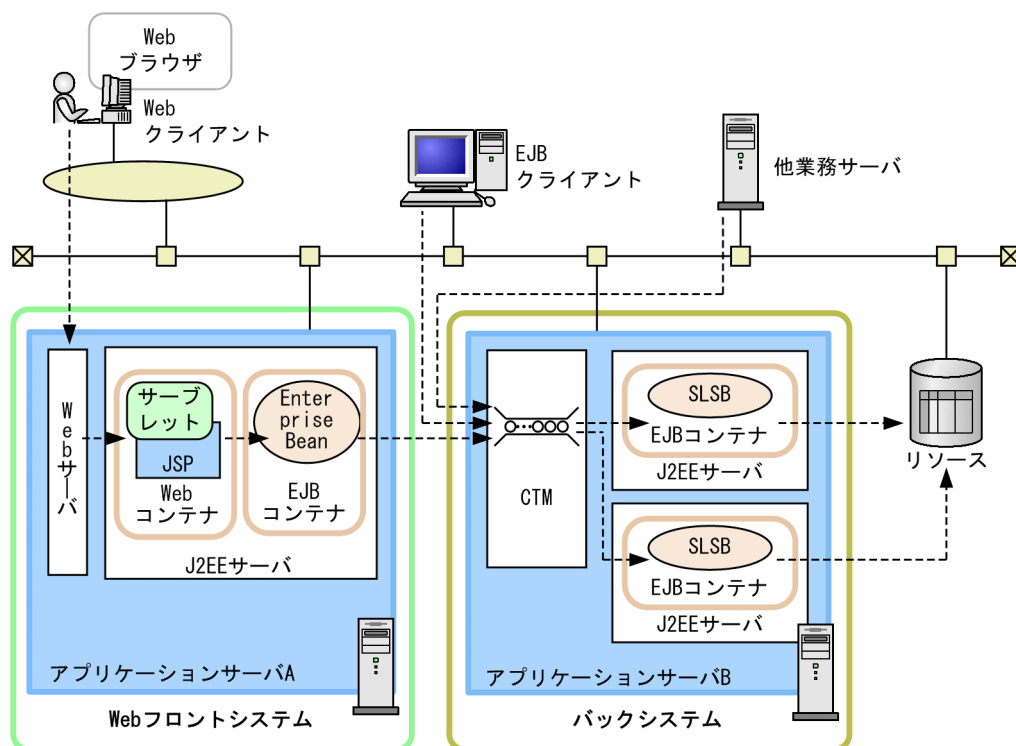 Web
ブラウザ
Web
クライアント
EJB
クライアント
他業務サーバ
Webサーバ
サーブ
レット
JSP
Web
コンテナ
Enter
prise
Bean
EJB
コンテナ
J2EEサーバ
アプリケーションサーバA
Webフロントシステム
CTM
SLSB
EJBコンテナ
J2EEサーバ
SLSB
EJBコンテナ
J2EEサーバ
アプリケーションサーバB
バックシステム
リソース